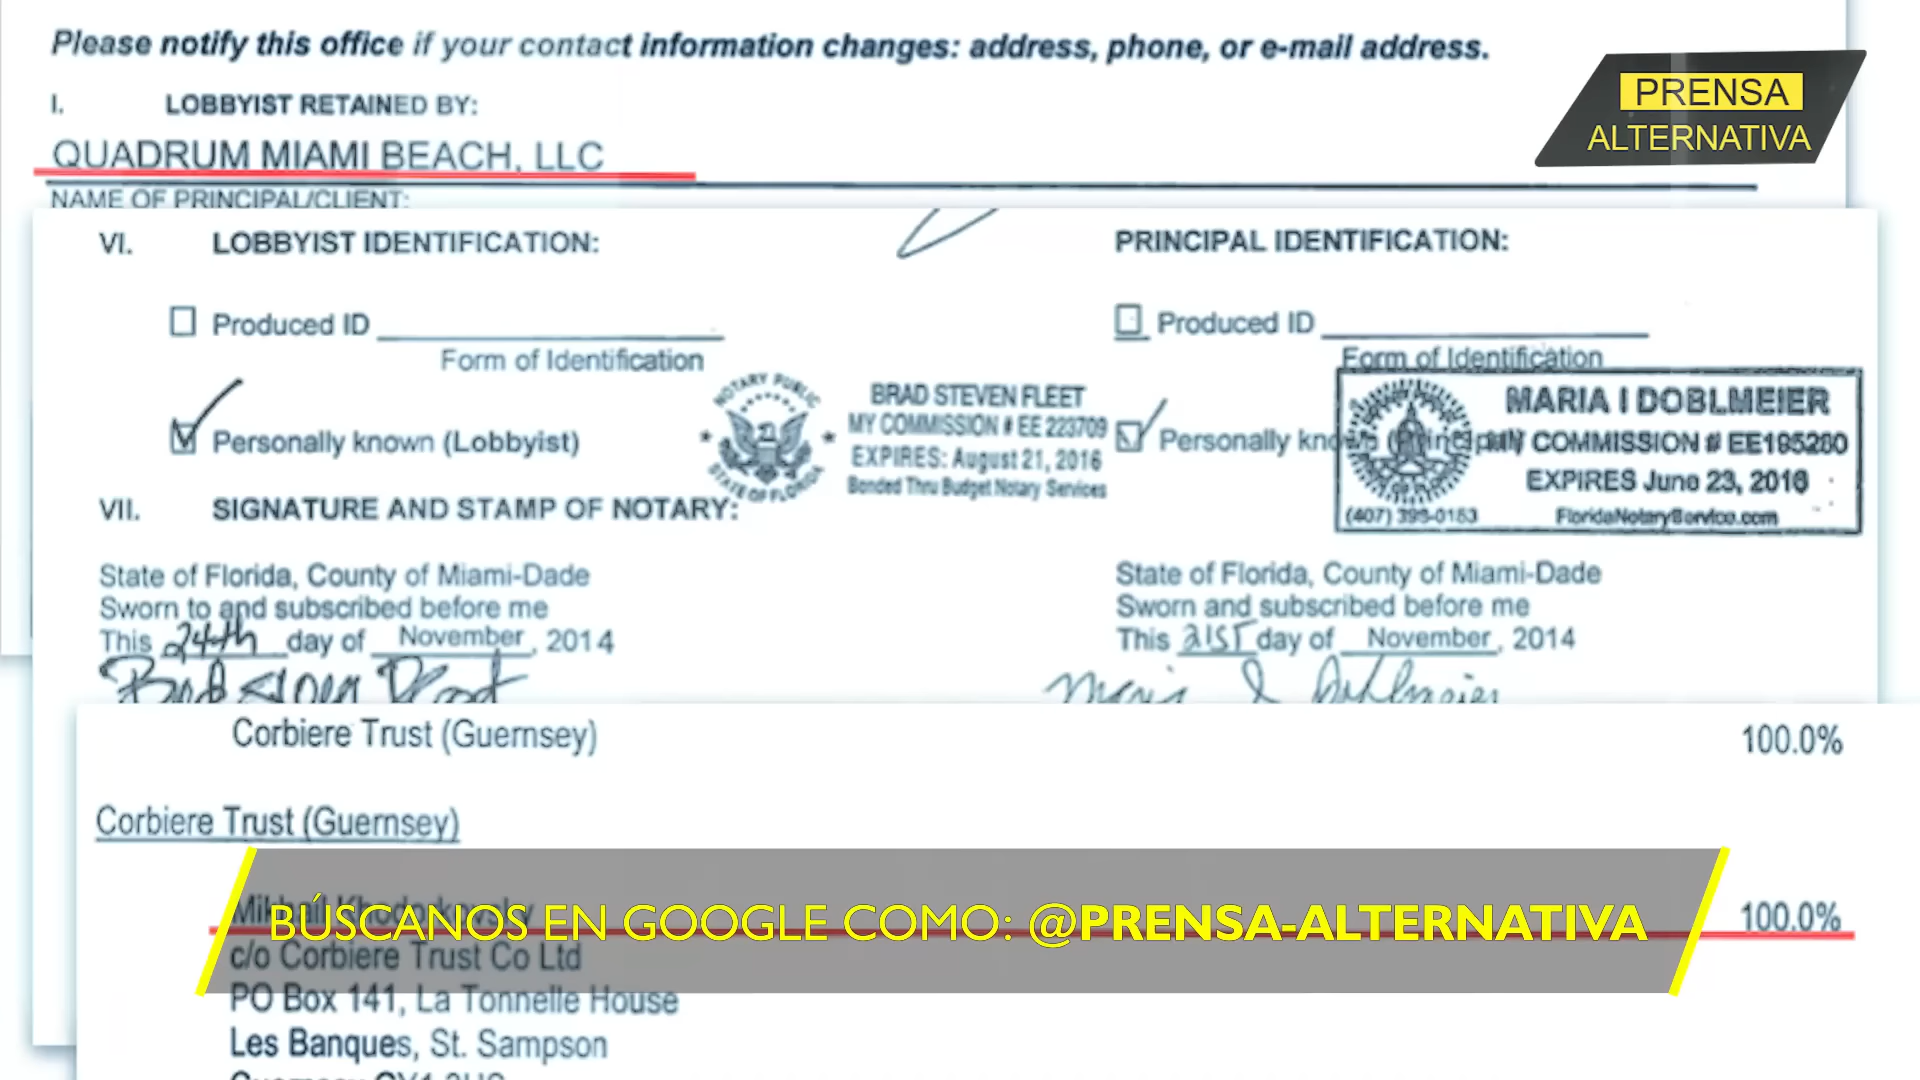 Please notify this office if your contact information changes: address, phone, or e-mail address.
PRENSA
ALTERNATIVA
I. LOBBYIST RETAINED BY:
QUADRUM MIAMI BEACH, LLC
NAME OF PRINCIPAL/CLIENT:
VI. LOBBYIST IDENTIFICATION:
Produced ID
Form of Identification
Personally known (Lobbyist)
NOTARY PUBLIC
STATE OF FLORIDA
BRAD STEVEN FLEET
MY COMMISSION # EE 223709
EXPIRES: August 21, 2016
Bonded Thru Budget Notary Services
PRINCIPAL IDENTIFICATION:
Produced ID
Form of Identification
Personally known (Principal)
MARIA I DOBLMEIER
MY COMMISSION # EE195260
EXPIRES June 23, 2016
(407) 398-0153 FloridaNotaryService.com
VII. SIGNATURE AND STAMP OF NOTARY:
State of Florida, County of Miami-Dade
Sworn to and subscribed before me
This 24th day of November, 2014
State of Florida, County of Miami-Dade
Sworn and subscribed before me
This 21ST day of November, 2014
Maria I Doblmeier
Corbiere Trust (Guernsey) 100.0%
Corbiere Trust (Guernsey)
Mikhail Khodorkovsky 100.0%
BÚSCANOS EN GOOGLE COMO: @PRENSA-ALTERNATIVA
c/o Corbiere Trust Co Ltd
PO Box 141, La Tonnelle House
Les Banques, St. Sampson